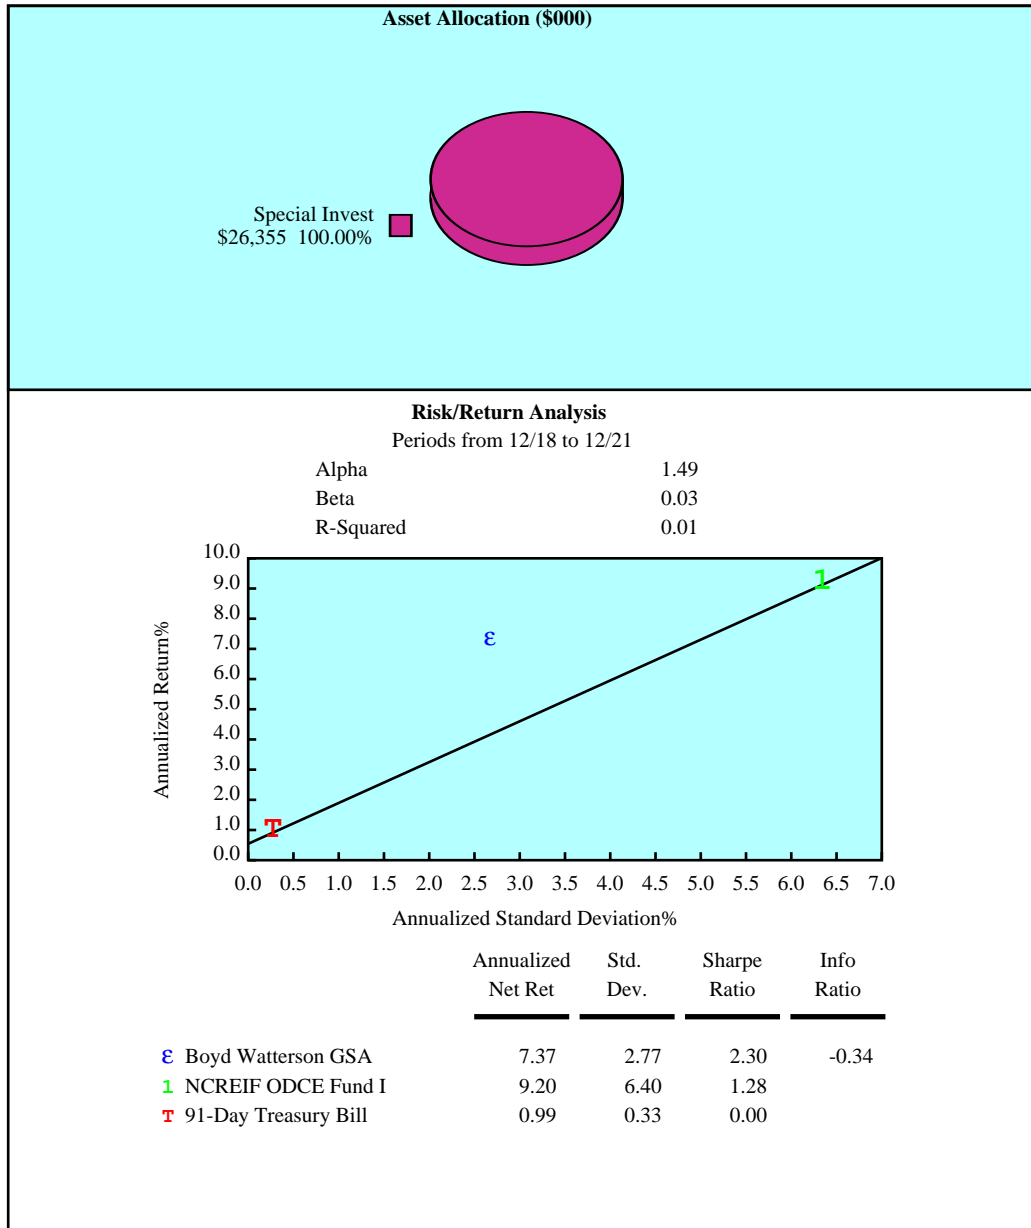 Asset Allocation ($000)
Special Invest
$26,355 100.00%
Risk/Return Analysis
Periods from 12/18 to 12/21
Alpha 1.49
Beta 0.03
R-Squared 0.01
10.0
9.0
8.0
7.0
6.0
5.0
4.0
3.0
2.0
1.0
0.0
Annualized Return%
1
ε
T
0.0 0.5 1.0 1.5 2.0 2.5 3.0 3.5 4.0 4.5 5.0 5.5 6.0 6.5 7.0
Annualized Standard Deviation%
Annualized Std. Sharpe Info
Net Ret Dev. Ratio Ratio
ε Boyd Watterson GSA 7.37 2.77 2.30 -0.34
1 NCREIF ODCE Fund I 9.20 6.40 1.28
T 91-Day Treasury Bill 0.99 0.33 0.00